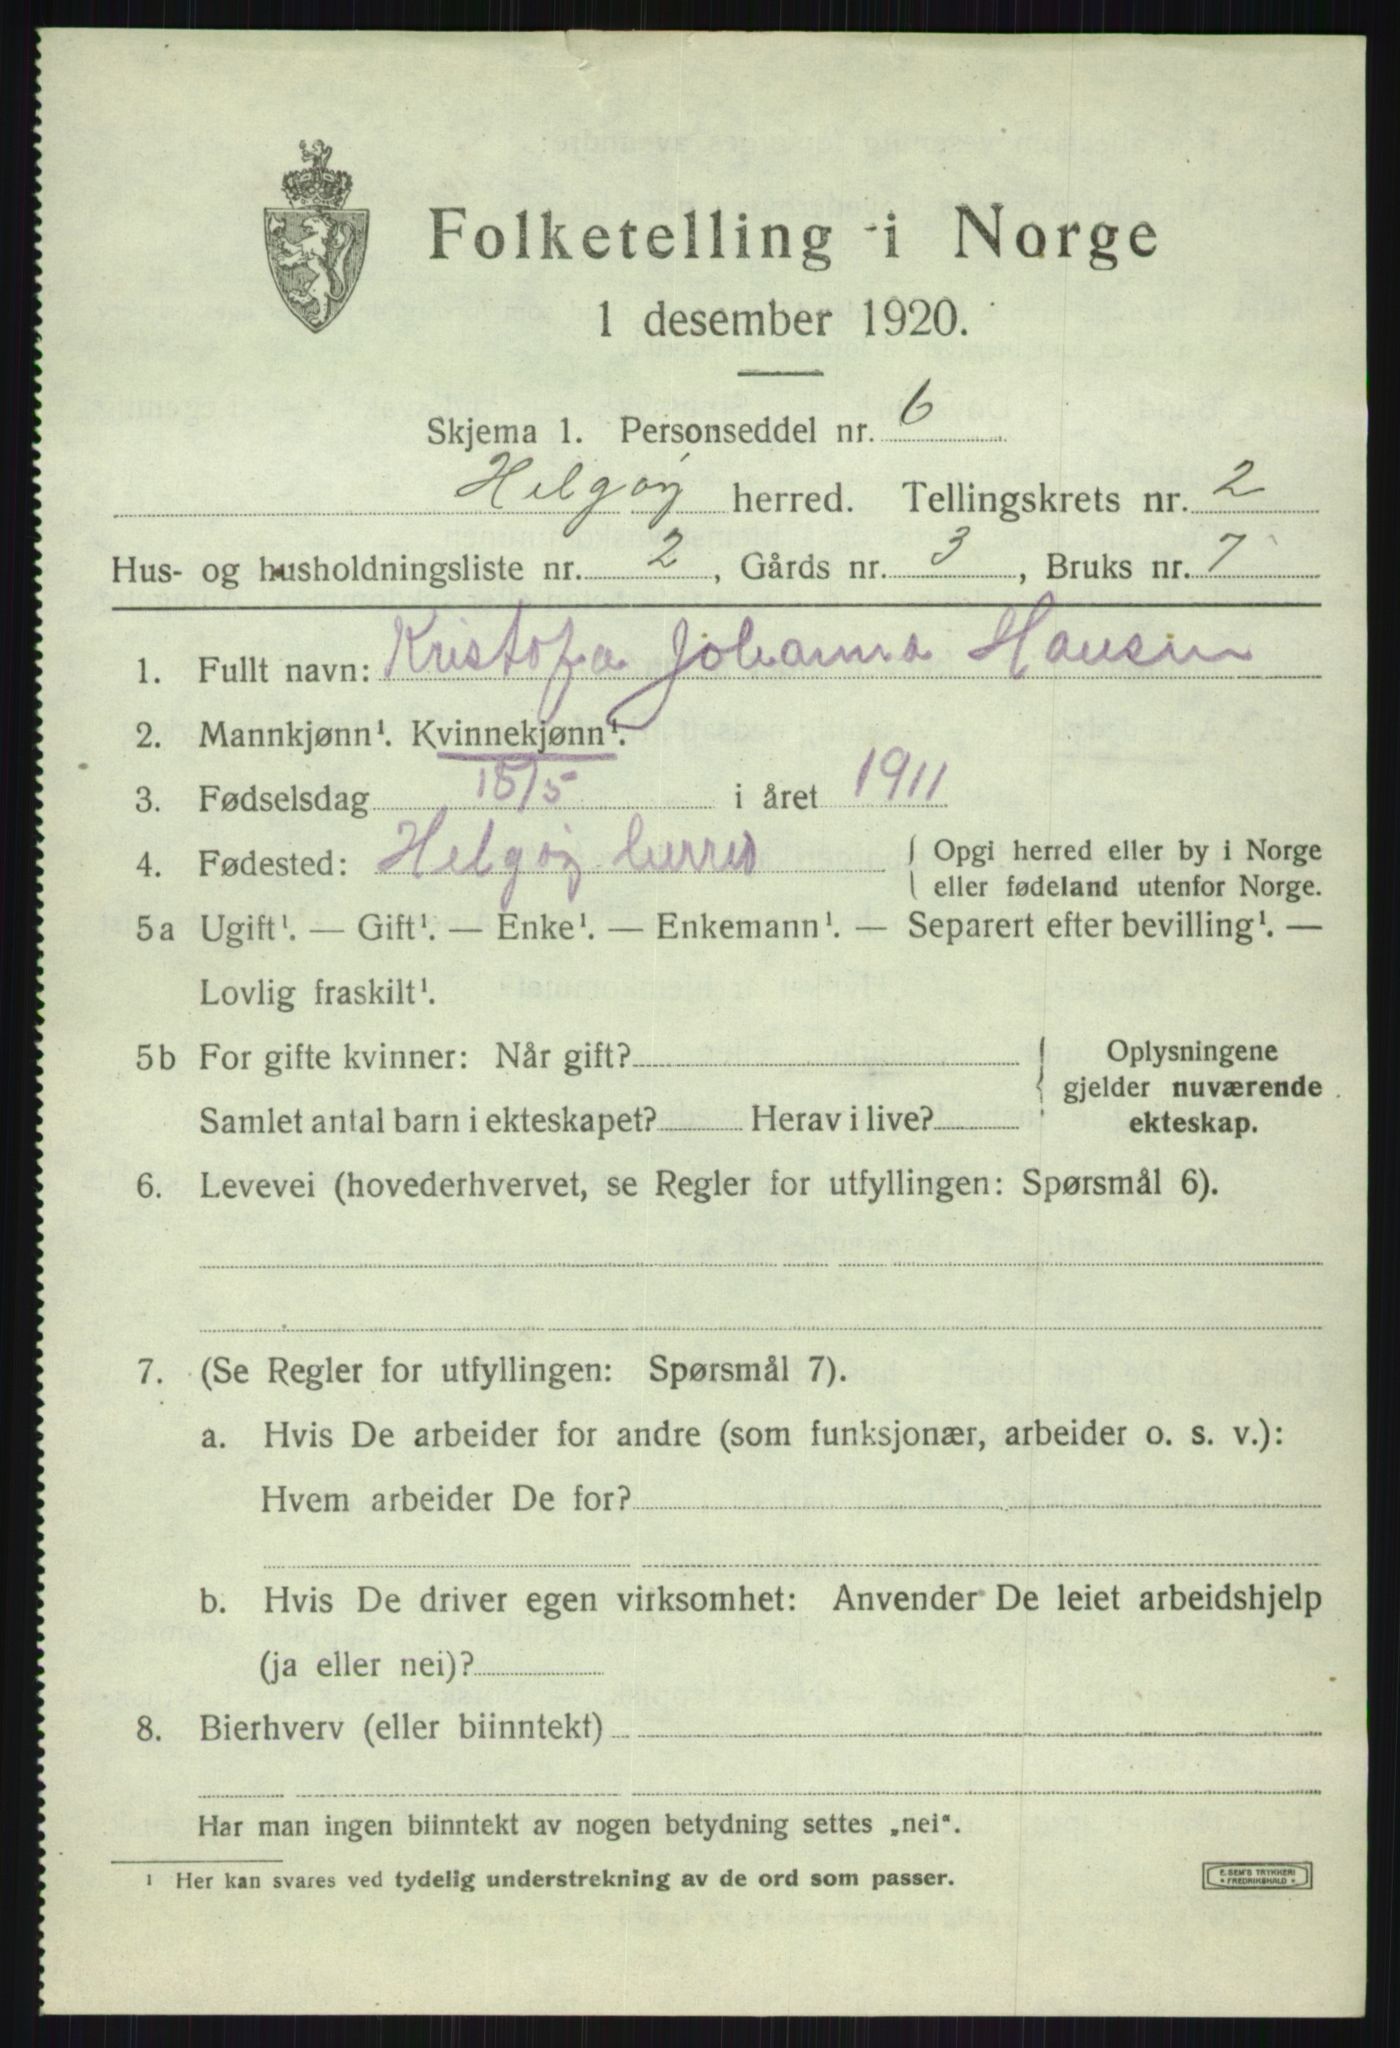 Folketelling i Norge
1 desember 1920.
Skjema 1. Personseddel nr. 6
Helgøy herred. Tellingskrets nr. 2
Hus- og husholdningsliste nr. 2, Gårds nr. 3, Bruks nr. 7
1. Fullt navn: Kristofa Johanna Hansen
2. Mannkjønn¹. Kvinnekjønn¹.
3. Fødselsdag 15/5 i året 1911
4. Fødested: Helgøy herred { Opgi herred eller by i Norge
eller fødeland utenfor Norge.
5a Ugift¹. — Gift¹. — Enke¹. — Enkemann¹. — Separert efter bevilling¹. —
Lovlig fraskilt¹.
5b For gifte kvinner: Når gift? { Oplysningene
gjelder nuværende
Samlet antal barn i ekteskapet? Herav i live? ekteskap.
6. Levevei (hovederhvervet, se Regler for utfyllingen: Spørsmål 6).
7. (Se Regler for utfyllingen: Spørsmål 7).
a. Hvis De arbeider for andre (som funksjonær, arbeider o. s. v.):
Hvem arbeider De for?
b. Hvis De driver egen virksomhet: Anvender De leiet arbeidshjelp
(ja eller nei)?
8. Bierhverv (eller biinntekt)
Har man ingen biinntekt av nogen betydning settes „nei“.
¹ Her kan svares ved tydelig understrekning av de ord som passer.
E. SEM'S TRYKKERI
FREDRIKSHALD